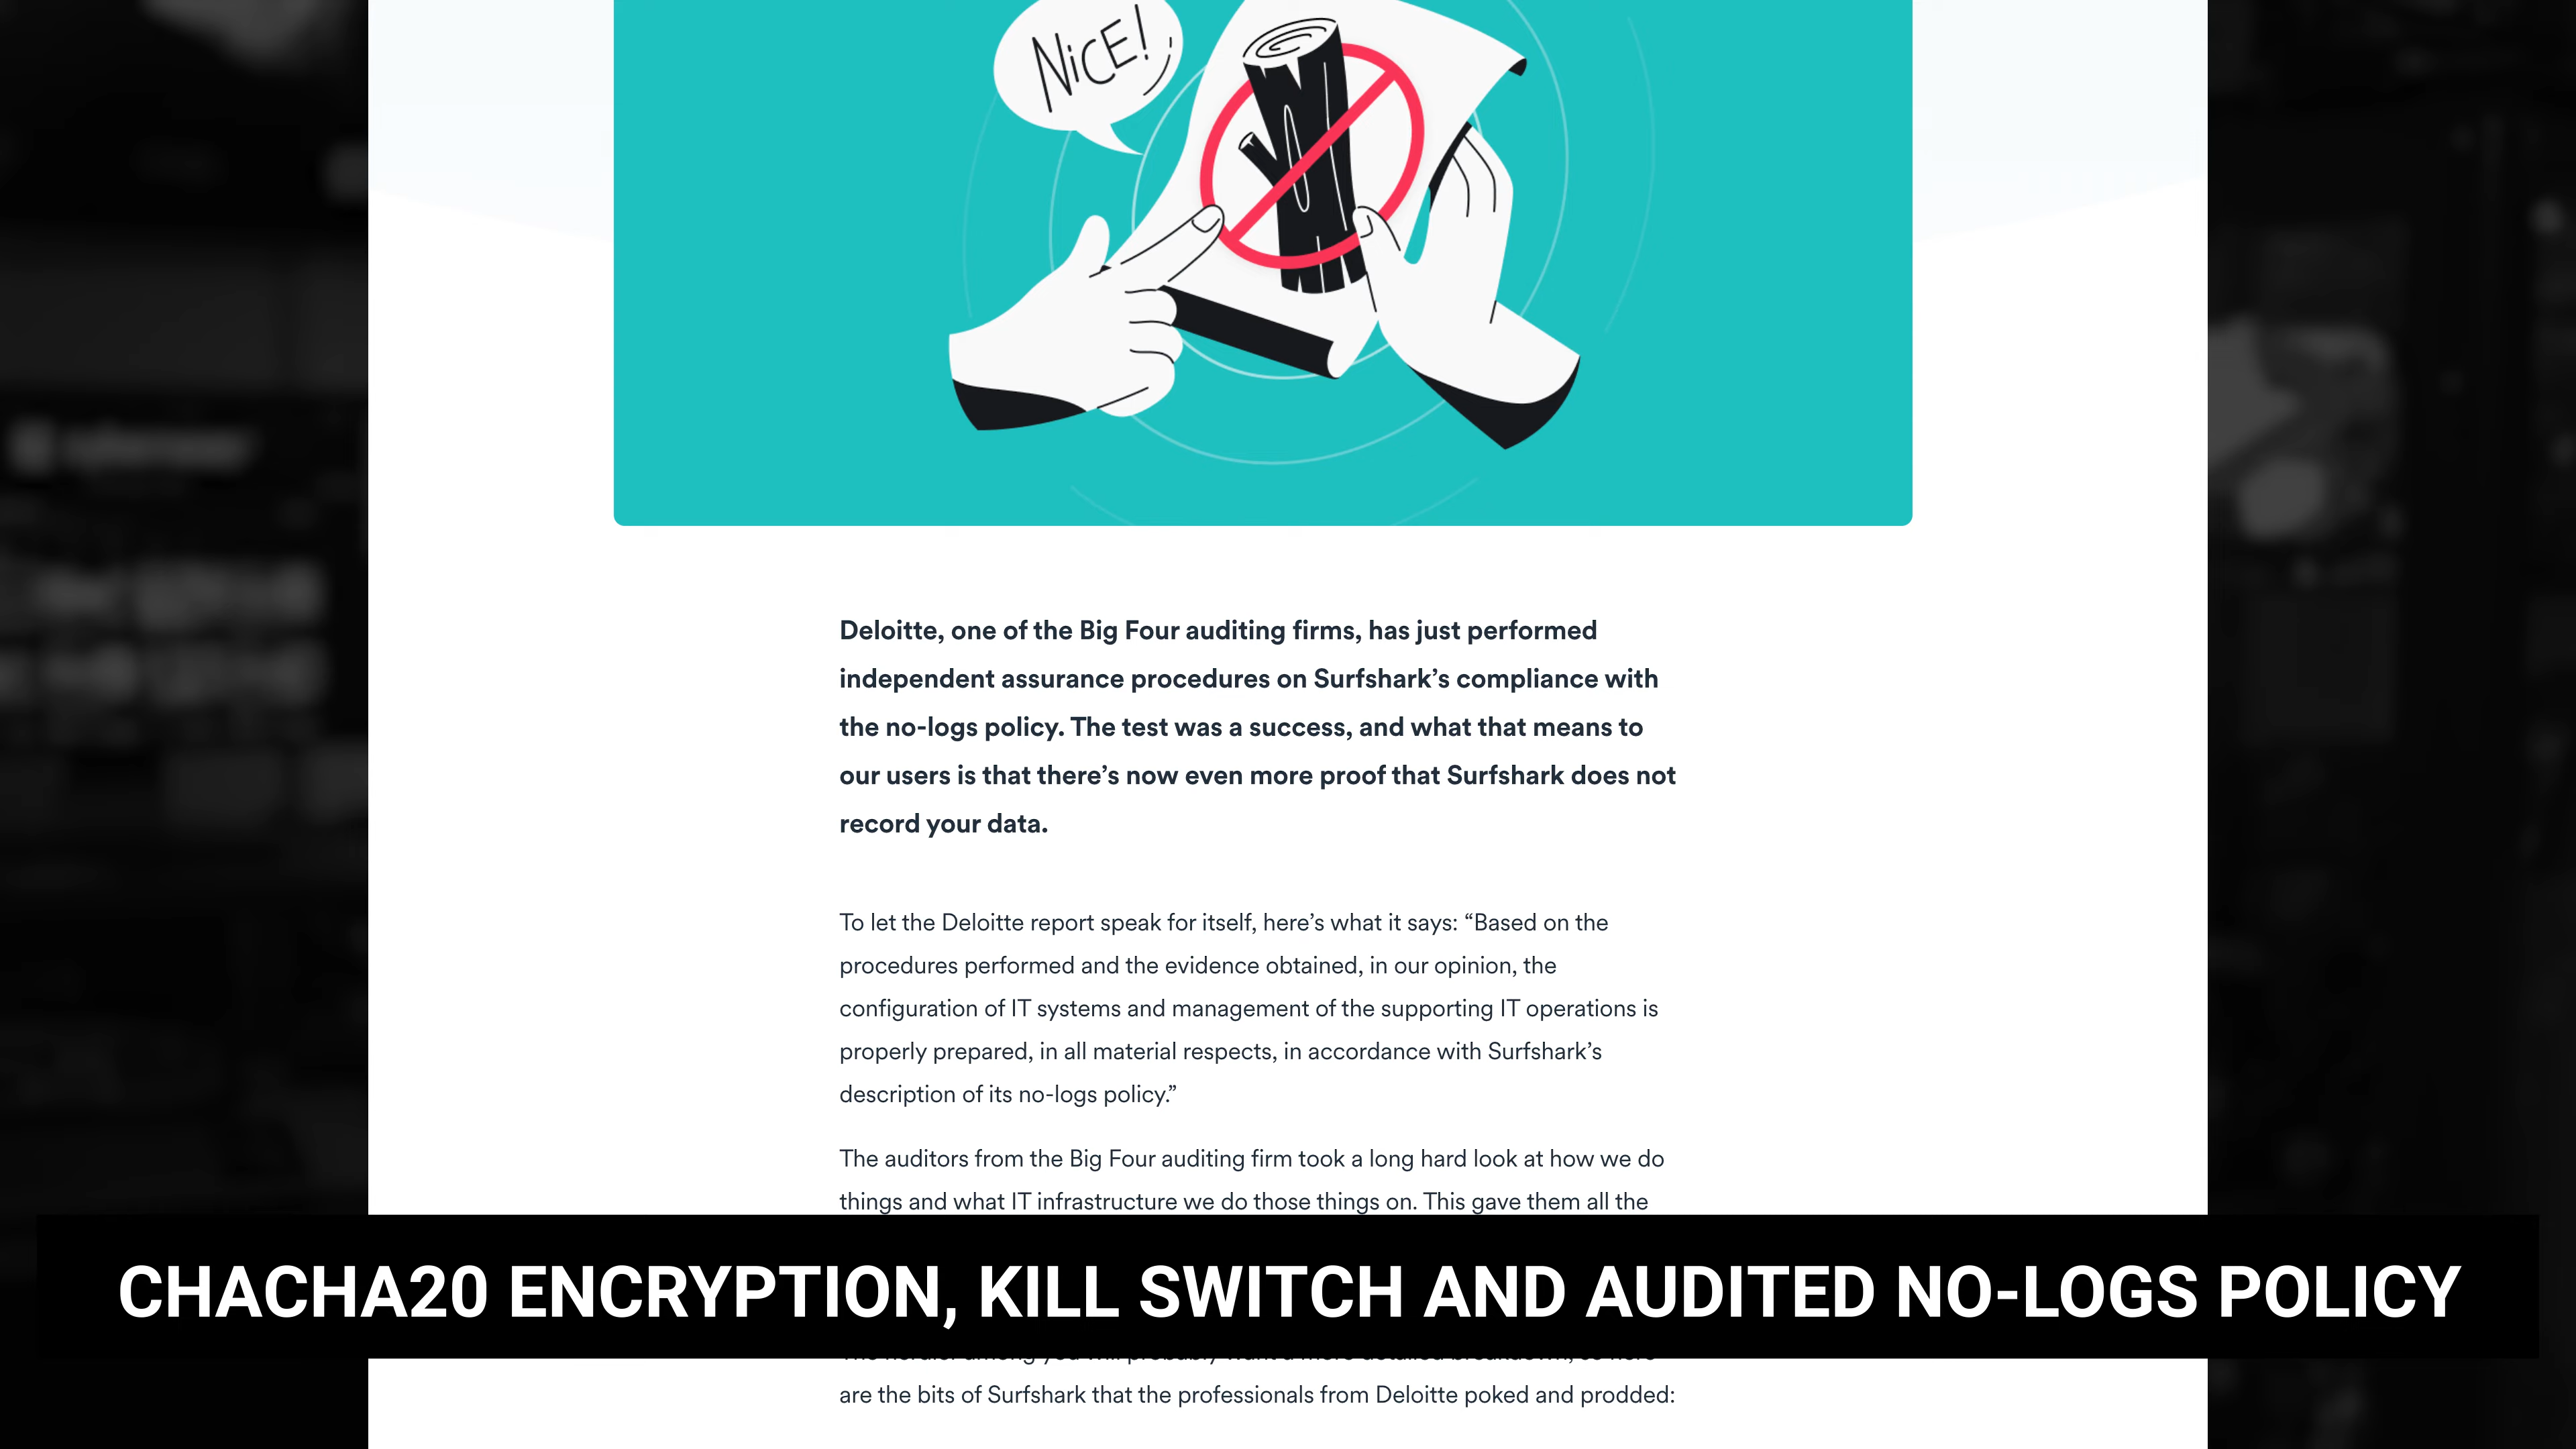 NiCE!
Deloitte, one of the Big Four auditing firms, has just performed
independent assurance procedures on Surfshark’s compliance with
the no-logs policy. The test was a success, and what that means to
our users is that there’s now even more proof that Surfshark does not
record your data.
To let the Deloitte report speak for itself, here’s what it says: “Based on the
procedures performed and the evidence obtained, in our opinion, the
configuration of IT systems and management of the supporting IT operations is
properly prepared, in all material respects, in accordance with Surfshark’s
description of its no-logs policy.”
The auditors from the Big Four auditing firm took a long hard look at how we do
things and what IT infrastructure we do those things on. This gave them all the
CHACHA20 ENCRYPTION, KILL SWITCH AND AUDITED NO-LOGS POLICY
are the bits of Surfshark that the professionals from Deloitte poked and prodded: